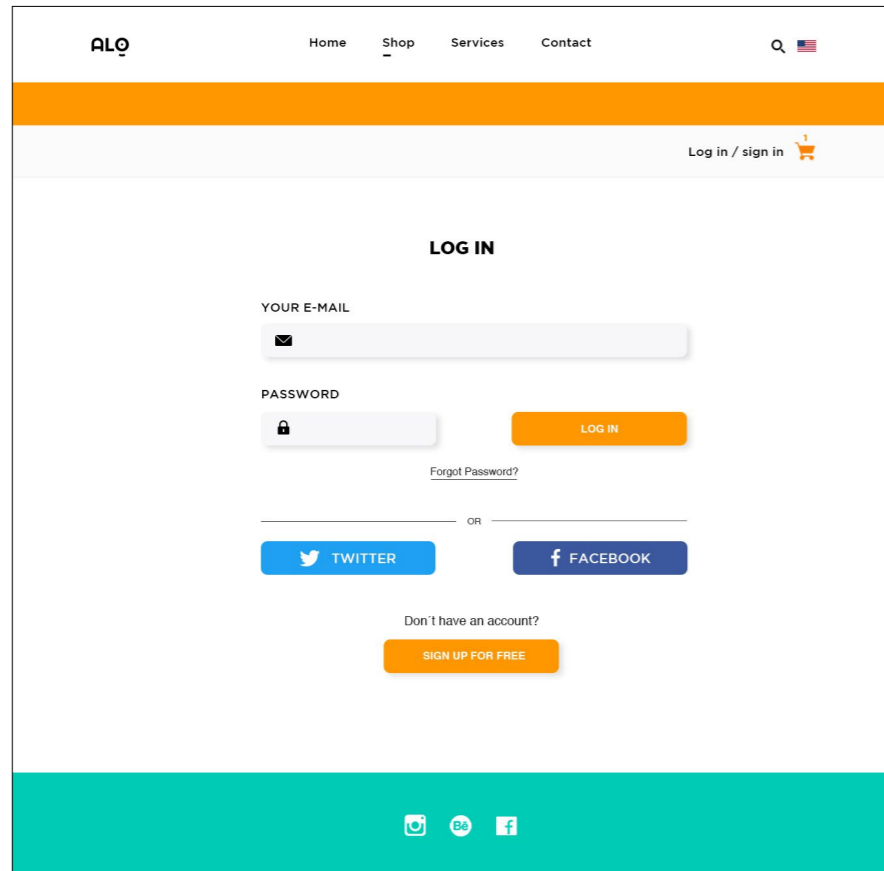 ALO
Home Shop Services Contact
1
Log in / sign in
LOG IN
YOUR E-MAIL
PASSWORD
LOG IN
Forgot Password?
OR
TWITTER
f FACEBOOK
Don´t have an account?
SIGN UP FOR FREE
Bē f